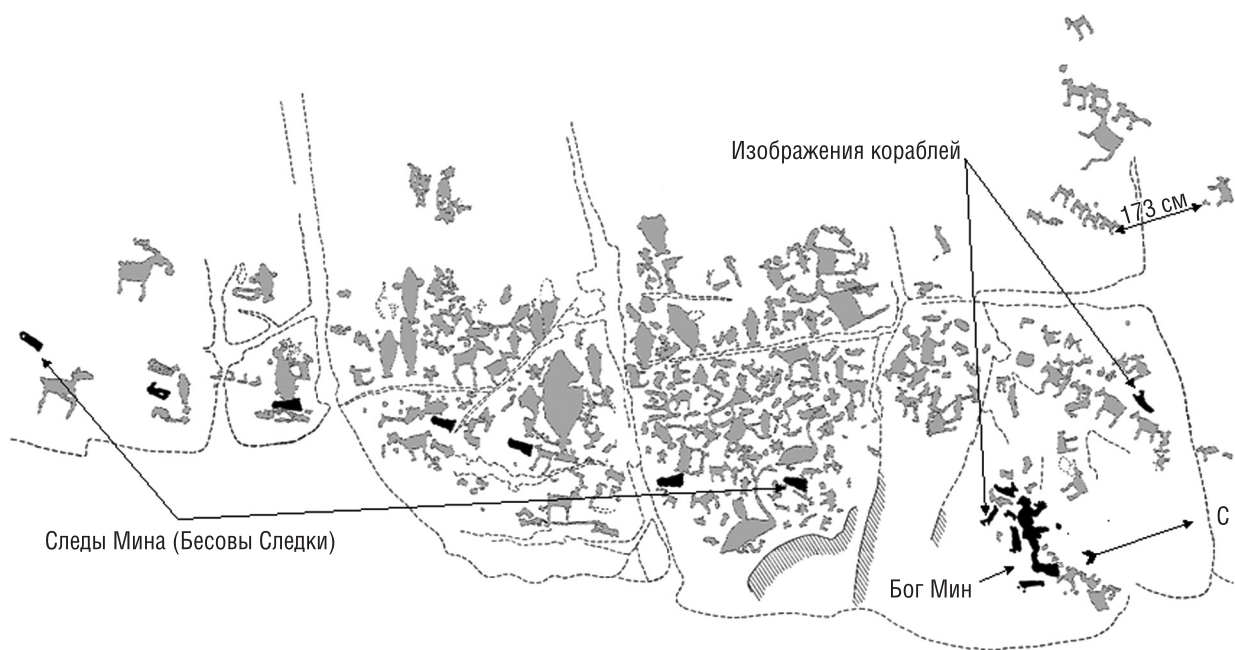 Изображения кораблей
173 см
Следы Мина (Бесовы Следки)
С
Бог Мин